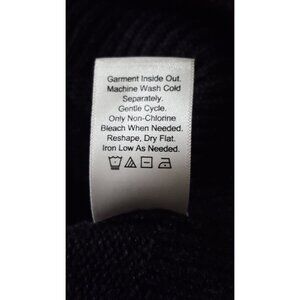 Garment Inside Out.
Machine Wash Cold
Separately.
Gentle Cycle.
Only Non-Chlorine
Bleach When Needed.
Reshape, Dry Flat.
Iron Low As Needed.